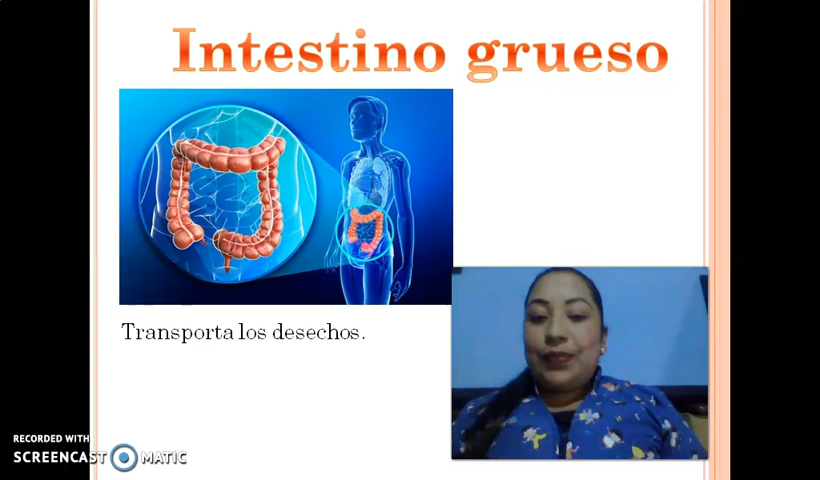 Intestino grueso
Transporta los desechos.
RECORDED WITH
SCREENCAST MATIC